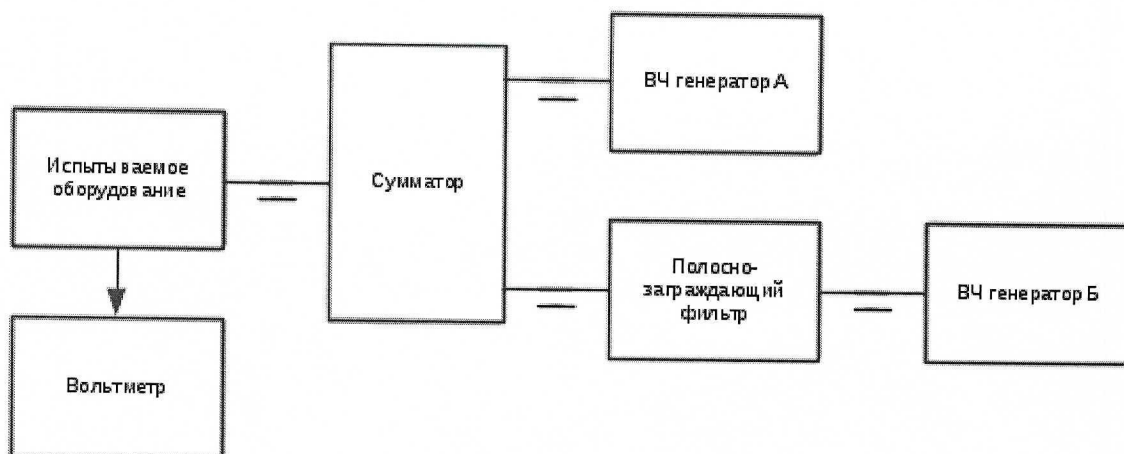 ВЧ генератор А
Испытываемое
оборудование
Сумматор
Полосно-
заграждающий
фильтр
ВЧ генератор Б
Вольтметр